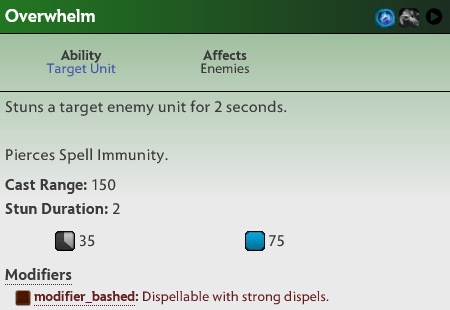 Overwhelm
Ability Affects
Target Unit Enemies
Stuns a target enemy unit for 2 seconds.
Pierces Spell Immunity.
Cast Range: 150
Stun Duration: 2
35 75
Modifiers
modifier_bashed: Dispellable with strong dispels.